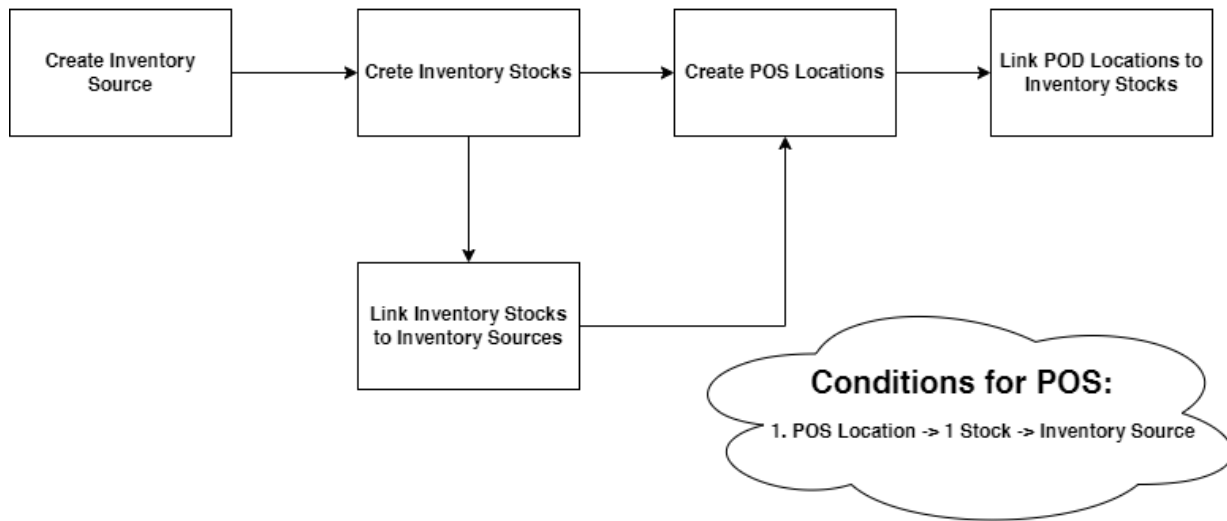 Create Inventory
Source
Crete Inventory Stocks
Create POS Locations
Link POD Locations to
Inventory Stocks
Link Inventory Stocks
to Inventory Sources
Conditions for POS:
1. POS Location -> 1 Stock -> Inventory Source